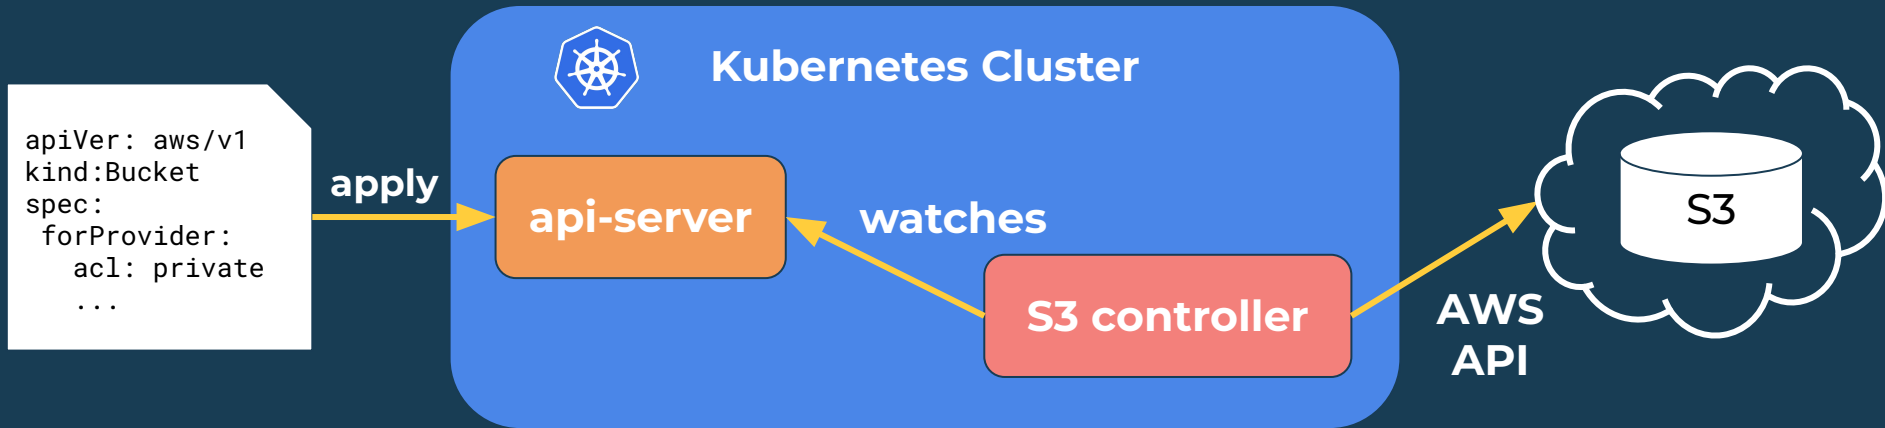 Kubernetes Cluster
apiVer: aws/v1
kind:Bucket
spec:
 forProvider:
   acl: private
   ...
apply
api-server
watches
S3 controller
AWS
API
S3